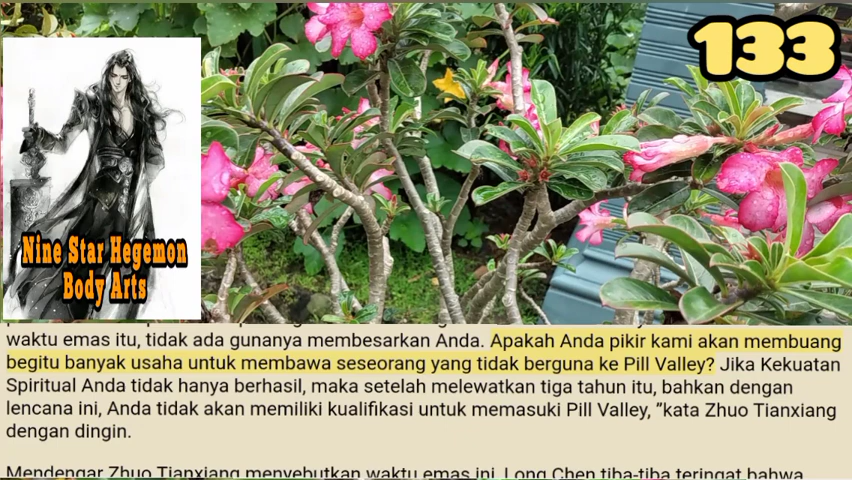 133
Nine Star Hegemon
Body Arts
waktu emas itu, tidak ada gunanya membesarkan Anda. Apakah Anda pikir kami akan membuang
begitu banyak usaha untuk membawa seseorang yang tidak berguna ke Pill Valley? Jika Kekuatan
Spiritual Anda tidak hanya berhasil, maka setelah melewatkan tiga tahun itu, bahkan dengan
lencana ini, Anda tidak akan memiliki kualifikasi untuk memasuki Pill Valley, ”kata Zhuo Tianxiang
dengan dingin.
Mendengar Zhuo Tianxiang menyebutkan waktu emas ini, Long Chen tiba-tiba teringat bahwa